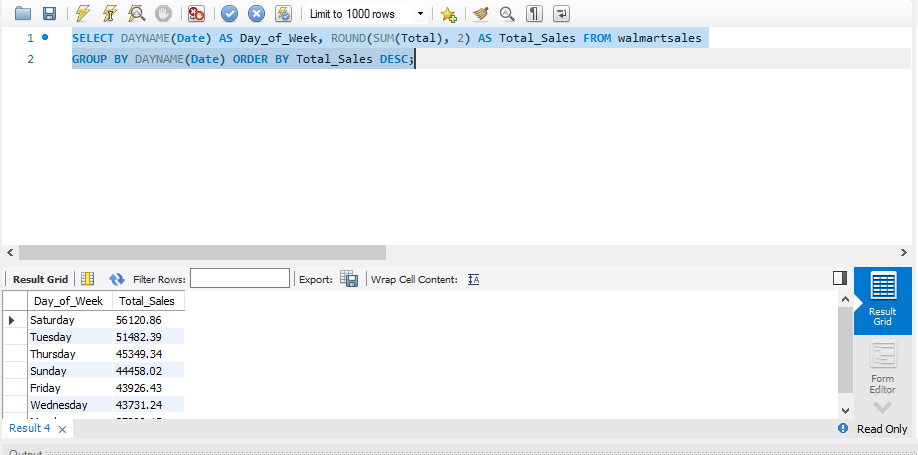 Limit to 1000 rows
1 SELECT DAYNAME(Date) AS Day_of_Week, ROUND(SUM(Total), 2) AS Total_Sales FROM walmartsales
2 GROUP BY DAYNAME(Date) ORDER BY Total_Sales DESC;
Result Grid Filter Rows: Export: Wrap Cell Content:
Day_of_Week Total_Sales
Saturday 56120.86
Tuesday 51482.39
Thursday 45349.34
Sunday 44458.02
Friday 43926.43
Wednesday 43731.24
Result
Grid
Form
Editor
Result 4 Read Only
Output